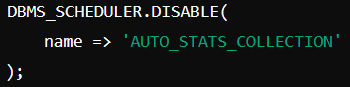 DBMS_SCHEDULER.DISABLE(
    name => 'AUTO_STATS_COLLECTION'
);